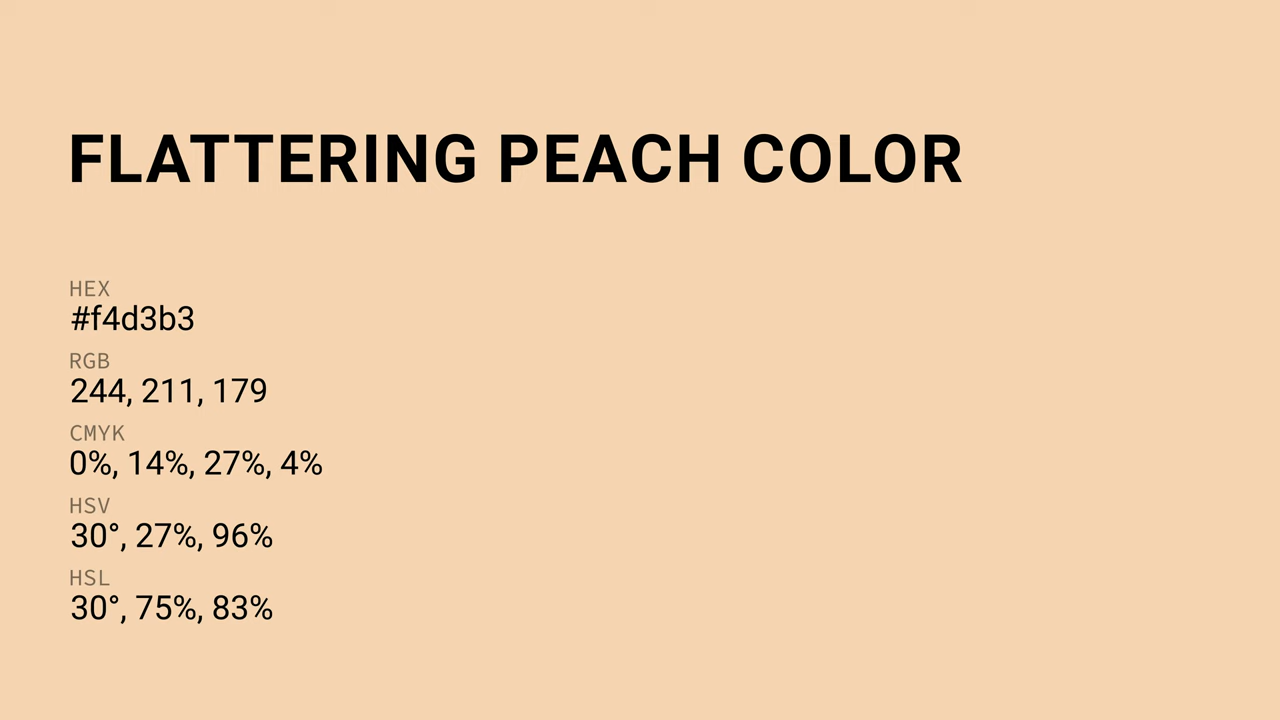 FLATTERING PEACH COLOR
HEX
#f4d3b3
RGB
244, 211, 179
CMYK
0%, 14%, 27%, 4%
HSV
30°, 27%, 96%
HSL
30°, 75%, 83%